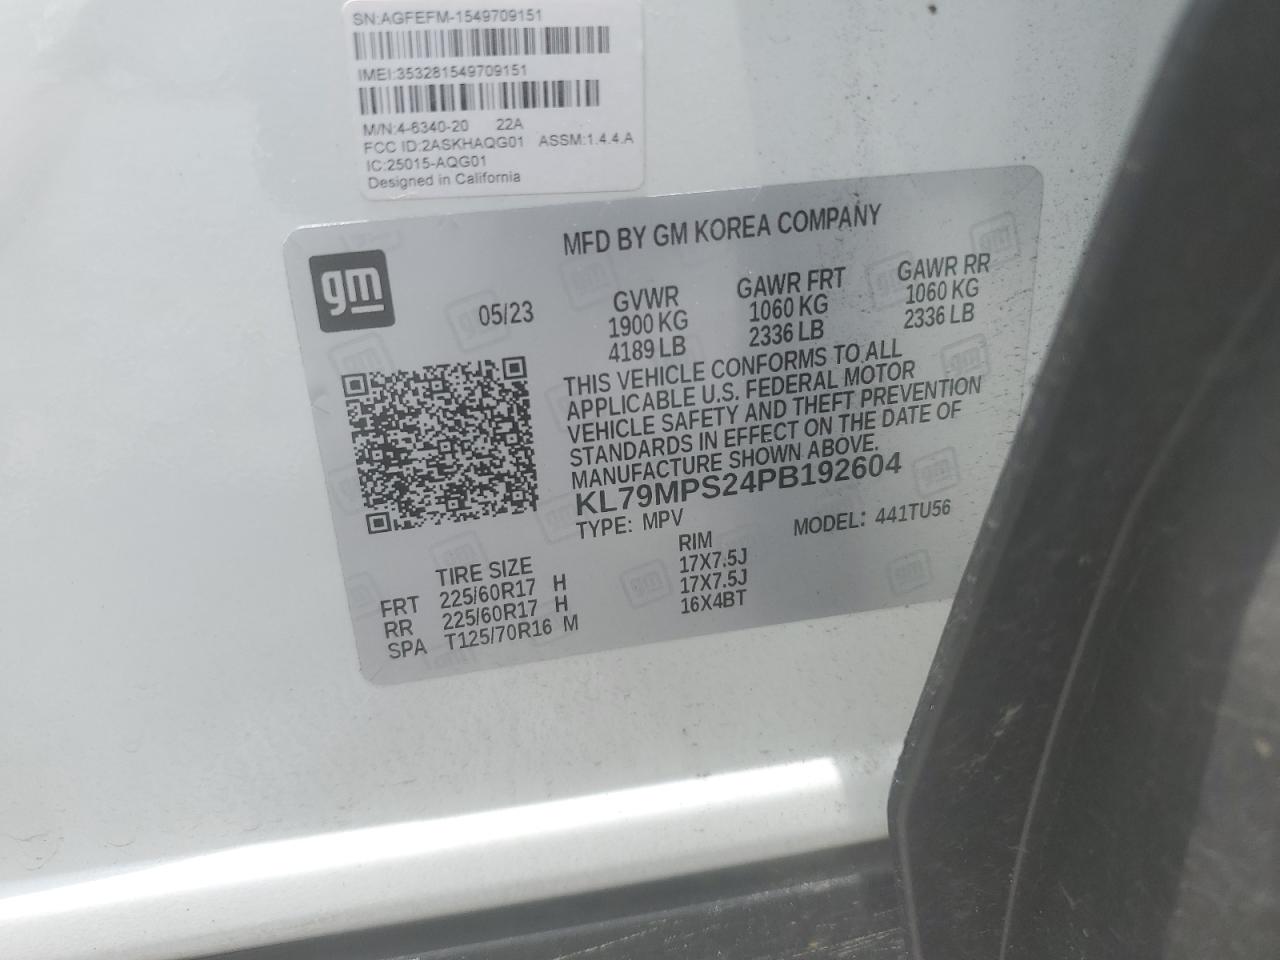 SN:AGFEFM-1549709151
IMEI:353281549709151
M/N:4-6340-20 22A
FCC ID:2ASKHAQG01 ASSM:1.4.4.A
IC:25015-AQG01
Designed in California
gm
MFD BY GM KOREA COMPANY
05/23
GVWR GAWR FRT GAWR RR
1900 KG 1060 KG 1060 KG
4189 LB 2336 LB 2336 LB
THIS VEHICLE CONFORMS TO ALL
APPLICABLE U.S. FEDERAL MOTOR
VEHICLE SAFETY AND THEFT PREVENTION
STANDARDS IN EFFECT ON THE DATE OF
MANUFACTURE SHOWN ABOVE.
KL79MPS24PB192604
TYPE: MPV MODEL: 441TU56
TIRE SIZE RIM
FRT 225/60R17 H 17X7.5J
RR 225/60R17 H 17X7.5J
SPA T125/70R16 M 16X4BT